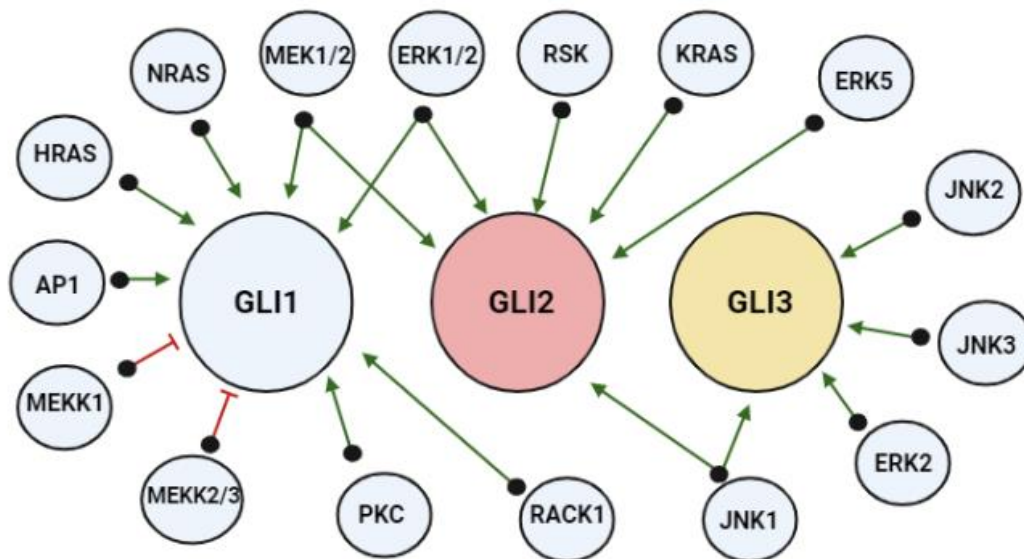 NRAS
MEK1/2
ERK1/2
RSK
KRAS
ERK5
HRAS
JNK2
AP1
GLI1
GLI2
GLI3
JNK3
MEKK1
ERK2
MEKK2/3
PKC
RACK1
JNK1